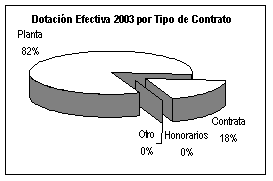 Dotación Efectiva 2003 por Tipo de Contrato
Planta
82%
Contrata
18%
Otro
0%
Honorarios
0%